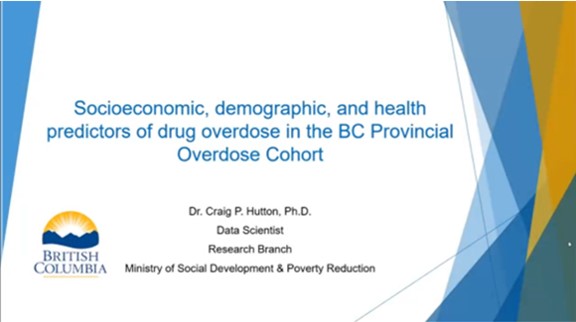 Socioeconomic, demographic, and health
predictors of drug overdose in the BC Provincial
Overdose Cohort
Dr. Craig P. Hutton, Ph.D.
Data Scientist
Research Branch
Ministry of Social Development & Poverty Reduction
BRITISH
COLUMBIA